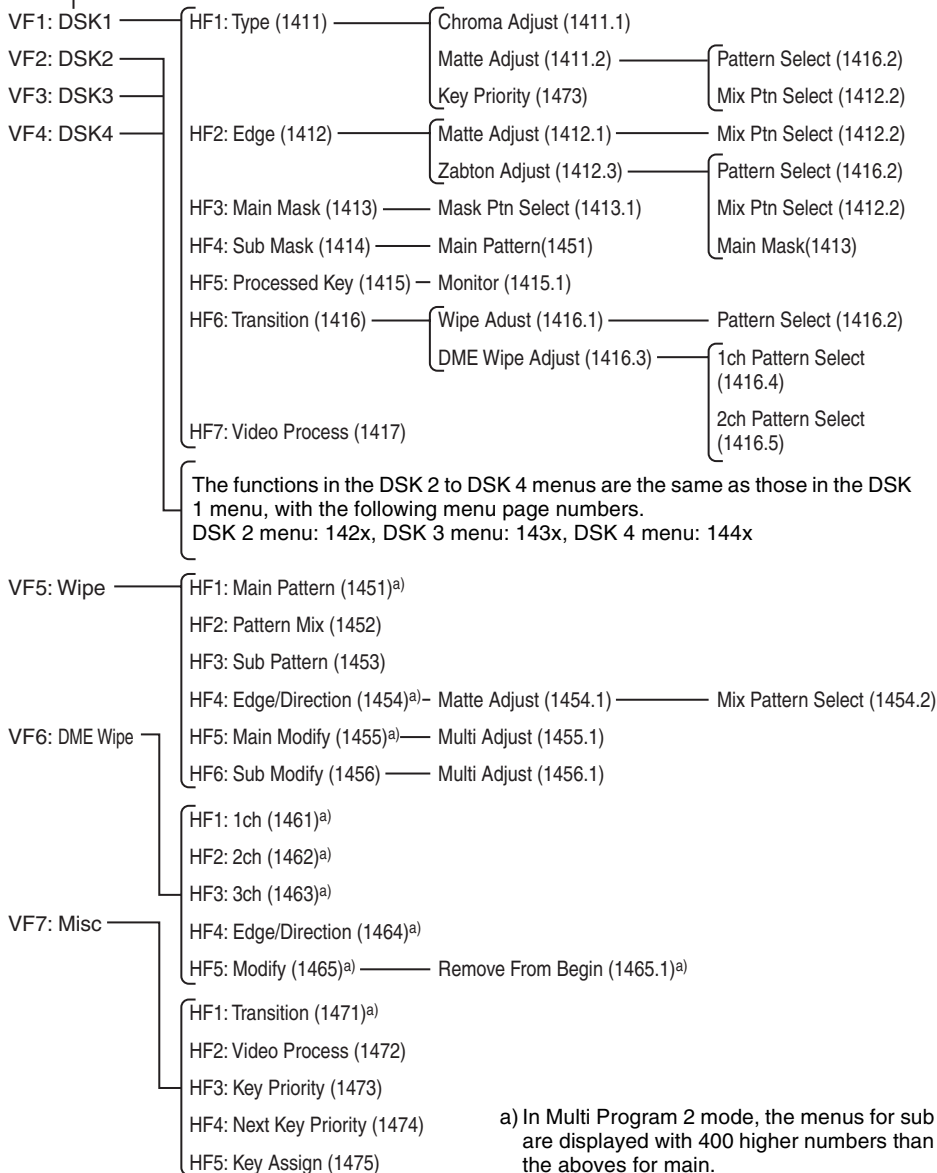 VF1: DSK1
HF1: Type (1411)
Chroma Adjust (1411.1)
VF2: DSK2
Matte Adjust (1411.2)
Pattern Select (1416.2)
VF3: DSK3
Key Priority (1473)
Mix Ptn Select (1412.2)
VF4: DSK4
HF2: Edge (1412)
Matte Adjust (1412.1)
Mix Ptn Select (1412.2)
Zabton Adjust (1412.3)
Pattern Select (1416.2)
HF3: Main Mask (1413)
Mask Ptn Select (1413.1)
Mix Ptn Select (1412.2)
HF4: Sub Mask (1414)
Main Pattern(1451)
Main Mask(1413)
HF5: Processed Key (1415)
Monitor (1415.1)
HF6: Transition (1416)
Wipe Adust (1416.1)
Pattern Select (1416.2)
DME Wipe Adjust (1416.3)
1ch Pattern Select
(1416.4)
2ch Pattern Select
(1416.5)
HF7: Video Process (1417)
The functions in the DSK 2 to DSK 4 menus are the same as those in the DSK
1 menu, with the following menu page numbers.
DSK 2 menu: 142x, DSK 3 menu: 143x, DSK 4 menu: 144x
VF5: Wipe
HF1: Main Pattern (1451)a)
HF2: Pattern Mix (1452)
HF3: Sub Pattern (1453)
HF4: Edge/Direction (1454)a)
Matte Adjust (1454.1)
Mix Pattern Select (1454.2)
VF6: DME Wipe
HF5: Main Modify (1455)a)
Multi Adjust (1455.1)
HF6: Sub Modify (1456)
Multi Adjust (1456.1)
HF1: 1ch (1461)a)
HF2: 2ch (1462)a)
HF3: 3ch (1463)a)
VF7: Misc
HF4: Edge/Direction (1464)a)
HF5: Modify (1465)a)
Remove From Begin (1465.1)a)
HF1: Transition (1471)a)
HF2: Video Process (1472)
HF3: Key Priority (1473)
HF4: Next Key Priority (1474)
HF5: Key Assign (1475)
a) In Multi Program 2 mode, the menus for sub
are displayed with 400 higher numbers than
the aboves for main.